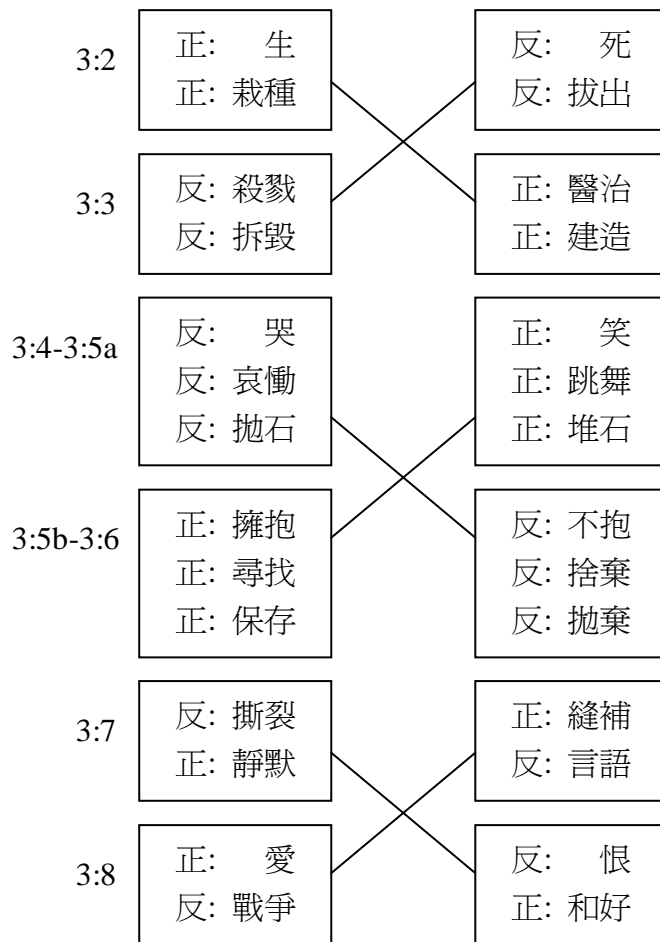 3:2
正: 生
正: 栽種
反: 死
反: 拔出
3:3
反: 殺戮
反: 拆毀
正: 醫治
正: 建造
3:4-3:5a
反: 哭
反: 哀慟
反: 拋石
正: 笑
正: 跳舞
正: 堆石
3:5b-3:6
正: 擁抱
正: 尋找
正: 保存
反: 不抱
反: 捨棄
反: 拋棄
3:7
反: 撕裂
正: 靜默
正: 縫補
反: 言語
3:8
正: 愛
反: 戰爭
反: 恨
正: 和好